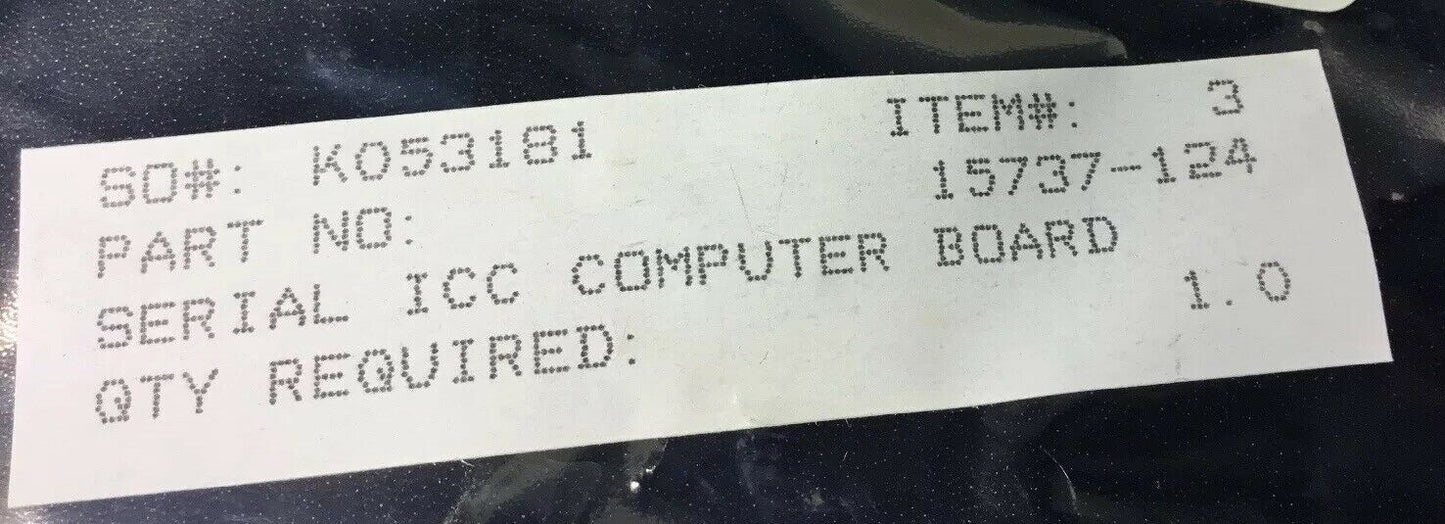 SO#: K053181 ITEM#: 3
PART NO: 15737-124
SERIAL ICC COMPUTER BOARD
QTY REQUIRED: 1.0